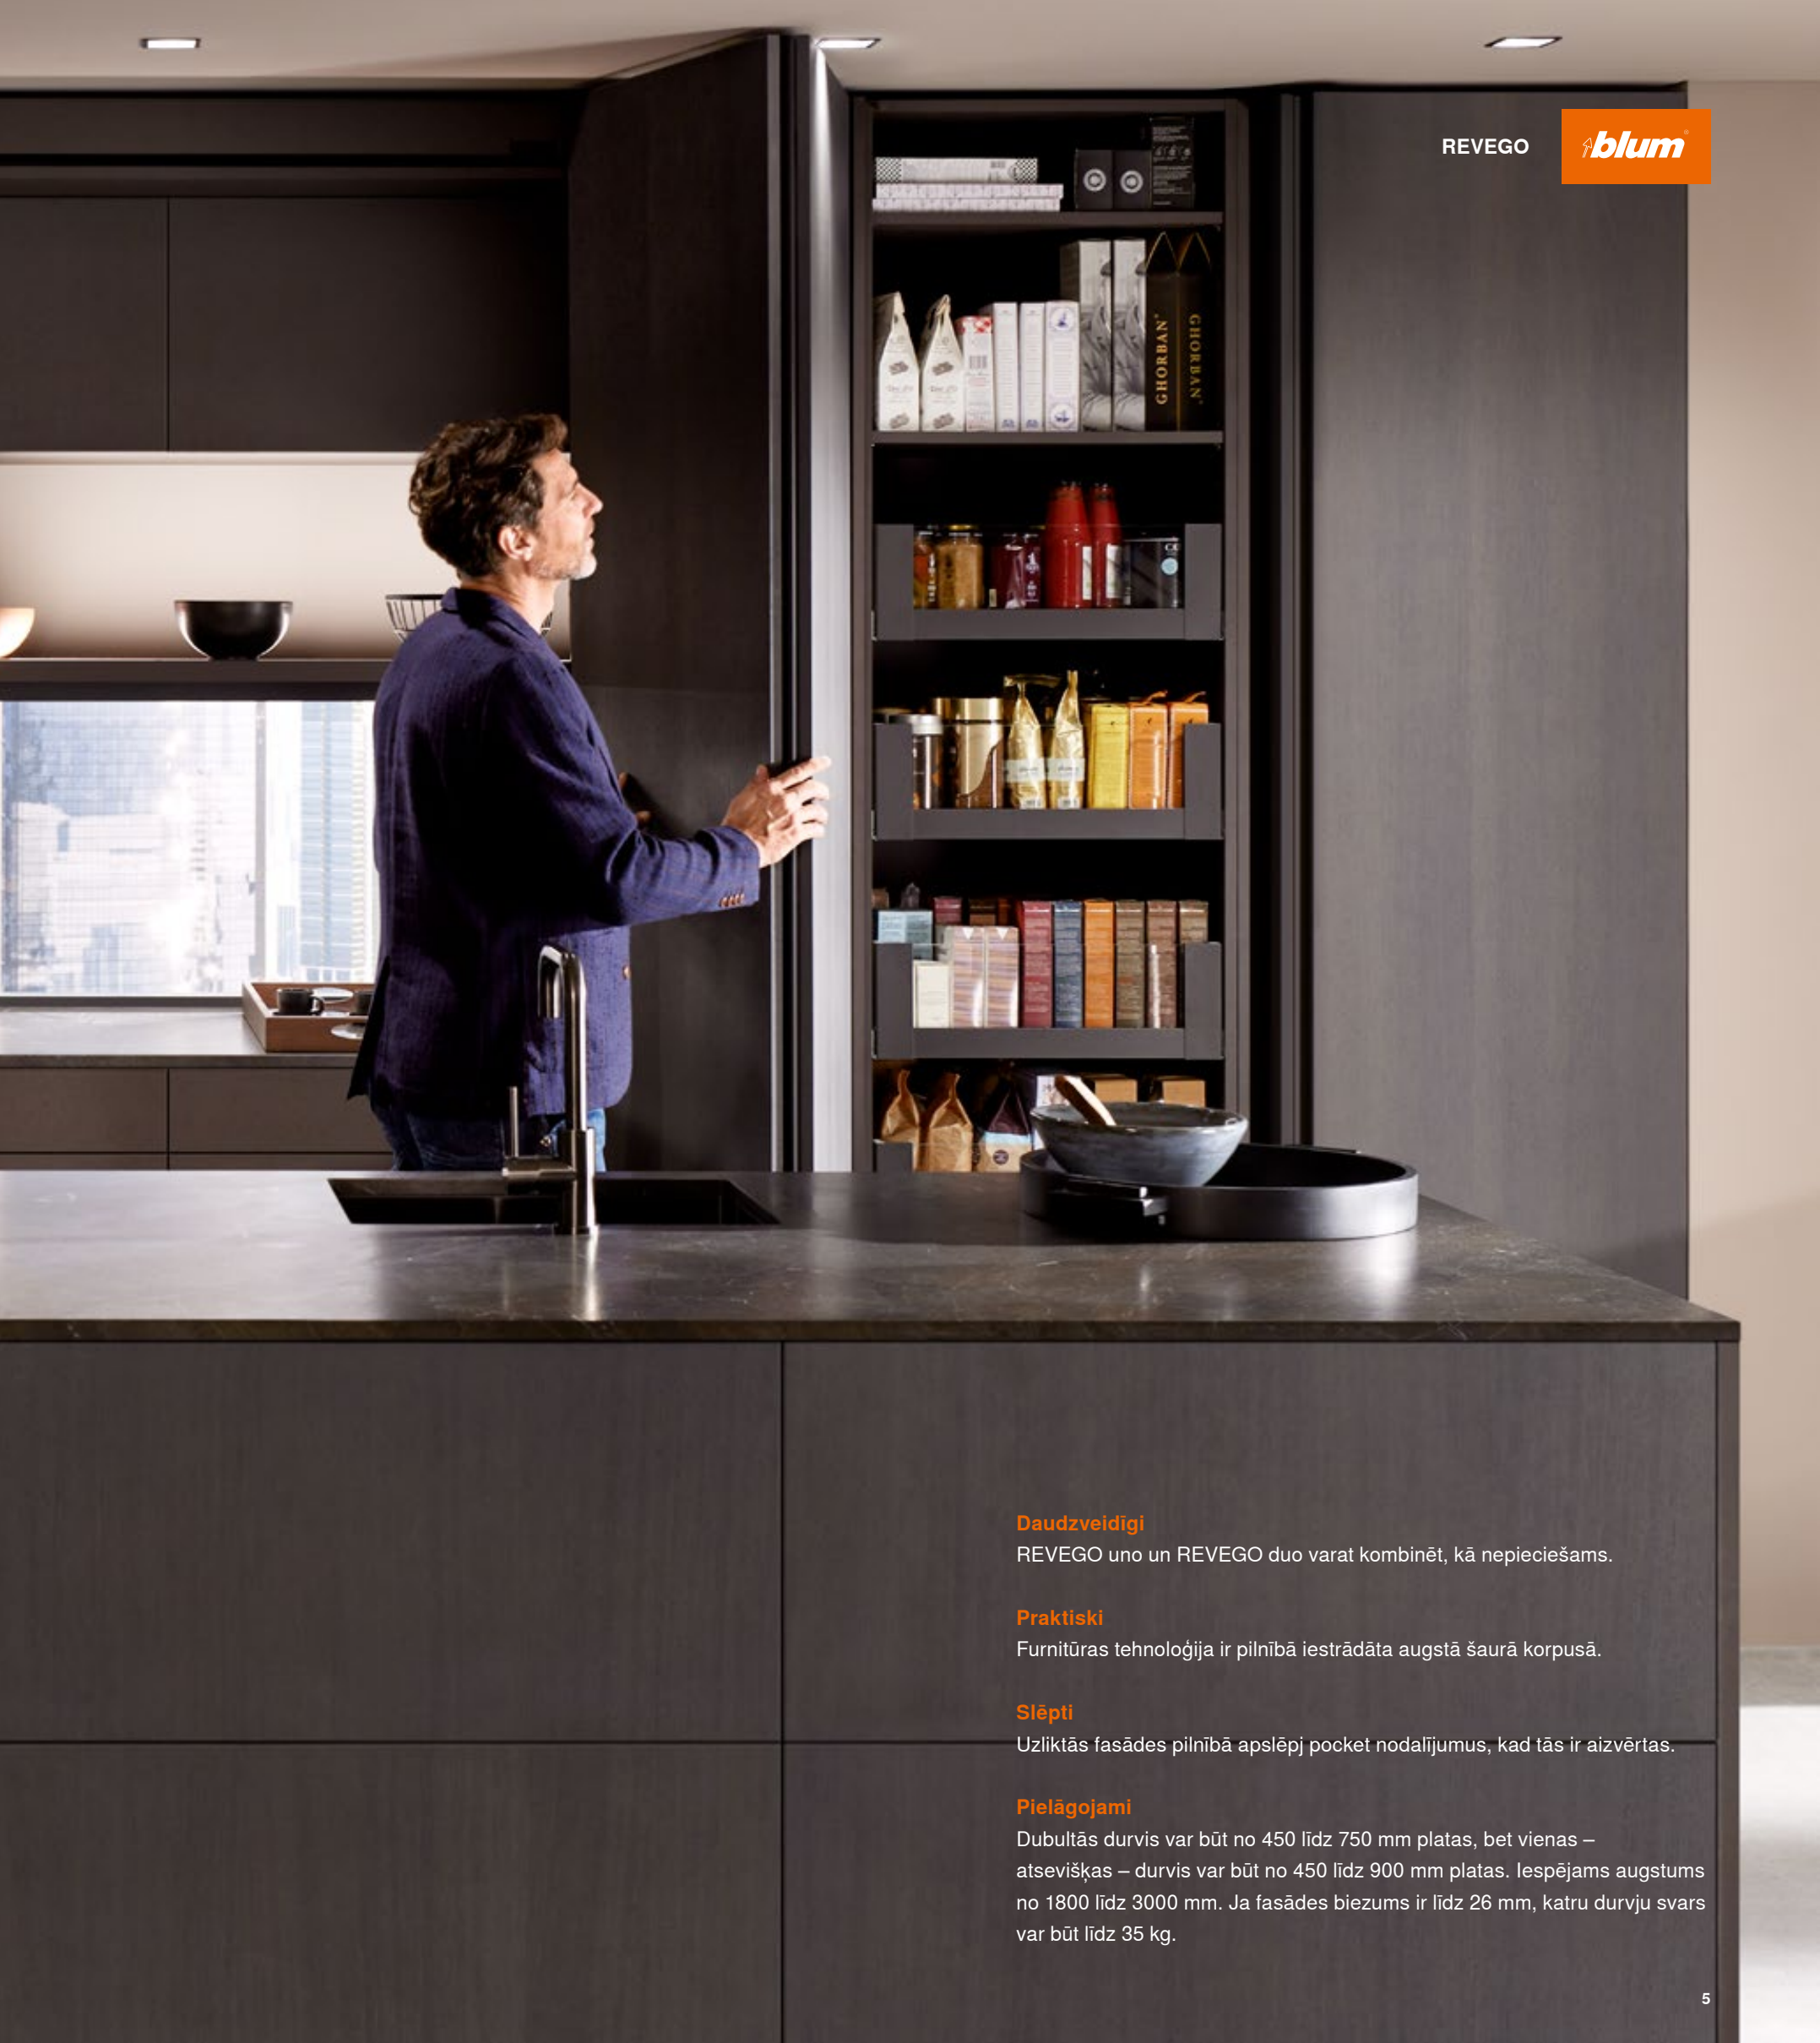 REVEGO
blum
GHORBAN
GHORBAN
Daudzveidīgi
REVEGO uno un REVEGO duo varat kombinēt, kā nepieciešams.
Praktiski
Furnitūras tehnoloģija ir pilnībā iestrādāta augstā šaurā korpusā.
Slēpti
Uzliktās fasādes pilnībā apslēpj pocket nodalījumus, kad tās ir aizvērtas.
Pielāgojami
Dubultās durvis var būt no 450 līdz 750 mm platas, bet vienas –
atsevišķas – durvis var būt no 450 līdz 900 mm platas. Iespējams augstums
no 1800 līdz 3000 mm. Ja fasādes biezums ir līdz 26 mm, katru durvju svars
var būt līdz 35 kg.
5